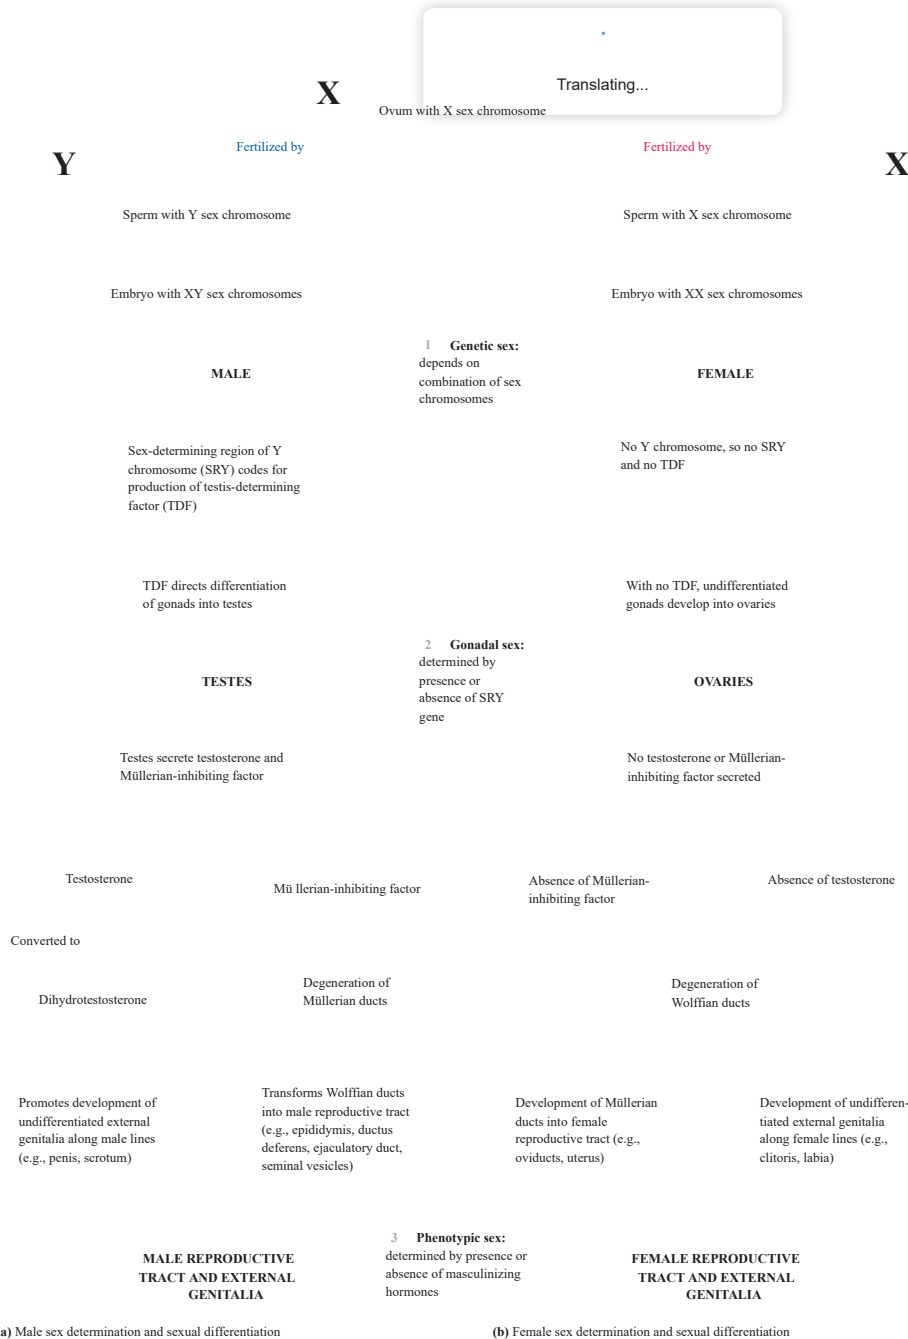 Translating...
X
Ovum with X sex chromosome
Fertilized by
Fertilized by
Y
X
Sperm with Y sex chromosome
Sperm with X sex chromosome
Embryo with XY sex chromosomes
Embryo with XX sex chromosomes
1 Genetic sex:
depends on
combination of sex
chromosomes
MALE
FEMALE
Sex-determining region of Y
chromosome (SRY) codes for
production of testis-determining
factor (TDF)
No Y chromosome, so no SRY
and no TDF
TDF directs differentiation
of gonads into testes
With no TDF, undifferentiated
gonads develop into ovaries
2 Gonadal sex:
determined by
presence or
absence of SRY
gene
TESTES
OVARIES
Testes secrete testosterone and
Müllerian-inhibiting factor
No testosterone or Müllerian-
inhibiting factor secreted
Testosterone
Mü llerian-inhibiting factor
Absence of Müllerian-
inhibiting factor
Absence of testosterone
Converted to
Dihydrotestosterone
Degeneration of
Müllerian ducts
Degeneration of
Wolffian ducts
Promotes development of
undifferentiated external
genitalia along male lines
(e.g., penis, scrotum)
Transforms Wolffian ducts
into male reproductive tract
(e.g., epididymis, ductus
deferens, ejaculatory duct,
seminal vesicles)
Development of Müllerian
ducts into female
reproductive tract (e.g.,
oviducts, uterus)
Development of undifferen-
tiated external genitalia
along female lines (e.g.,
clitoris, labia)
3 Phenotypic sex:
determined by presence or
absence of masculinizing
hormones
MALE REPRODUCTIVE
TRACT AND EXTERNAL
GENITALIA
FEMALE REPRODUCTIVE
TRACT AND EXTERNAL
GENITALIA
a) Male sex determination and sexual differentiation
(b) Female sex determination and sexual differentiation